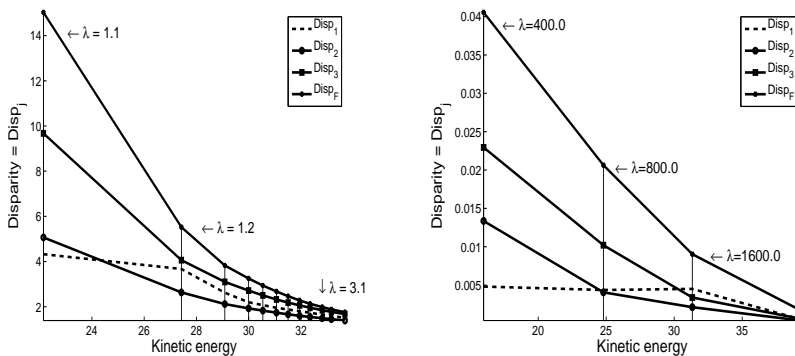 Disparity = Disp_j
14
12
10
8
6
4
2
24
26
28
30
32
Kinetic energy
← λ = 1.1
← λ = 1.2
↓ λ = 3.1
Disp_1
Disp_2
Disp_3
Disp_F
Disparity = Disp_j
0.04
0.035
0.03
0.025
0.02
0.015
0.01
0.005
20
25
30
35
Kinetic energy
← λ=400.0
← λ=800.0
← λ=1600.0
Disp_1
Disp_2
Disp_3
Disp_F